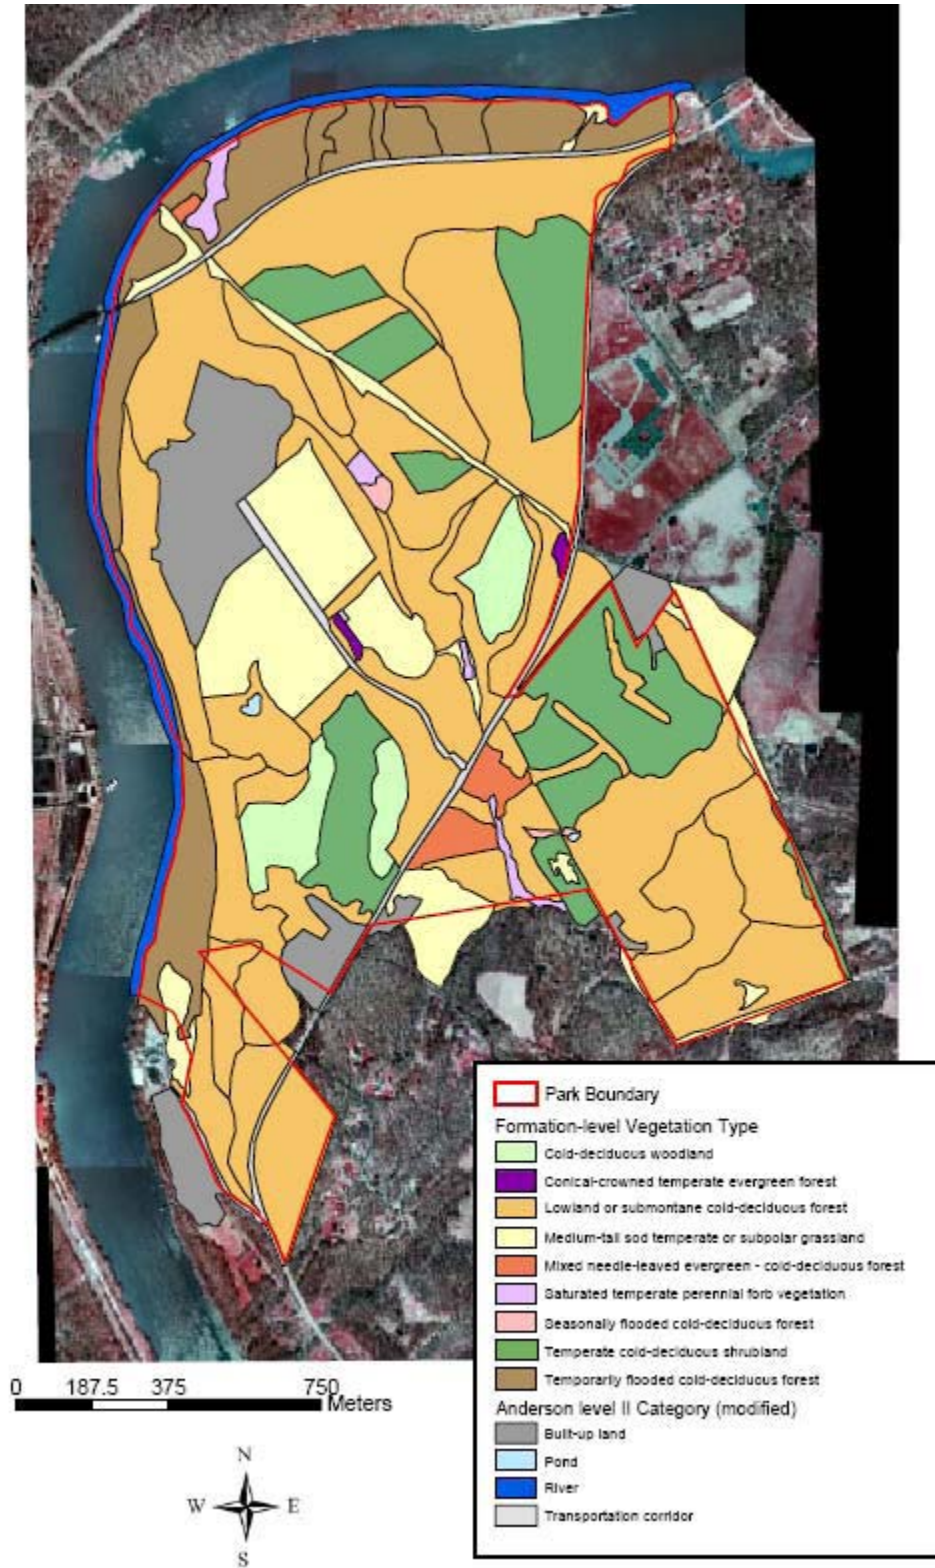 Park Boundary
Formation-level Vegetation Type
Cold-deciduous woodland
Conical-crowned temperate evergreen forest
Lowland or submontane cold-deciduous forest
Medium-tall sod temperate or subpolar grassland
Mixed needle-leaved evergreen - cold-deciduous forest
Saturated temperate perennial forb vegetation
Seasonally flooded cold-deciduous forest
Temperate cold-deciduous shrubland
Temporarily flooded cold-deciduous forest
Anderson level II Category (modified)
Built-up land
Pond
River
Transportation corridor
0 187.5 375 750
Meters
N
W E
S